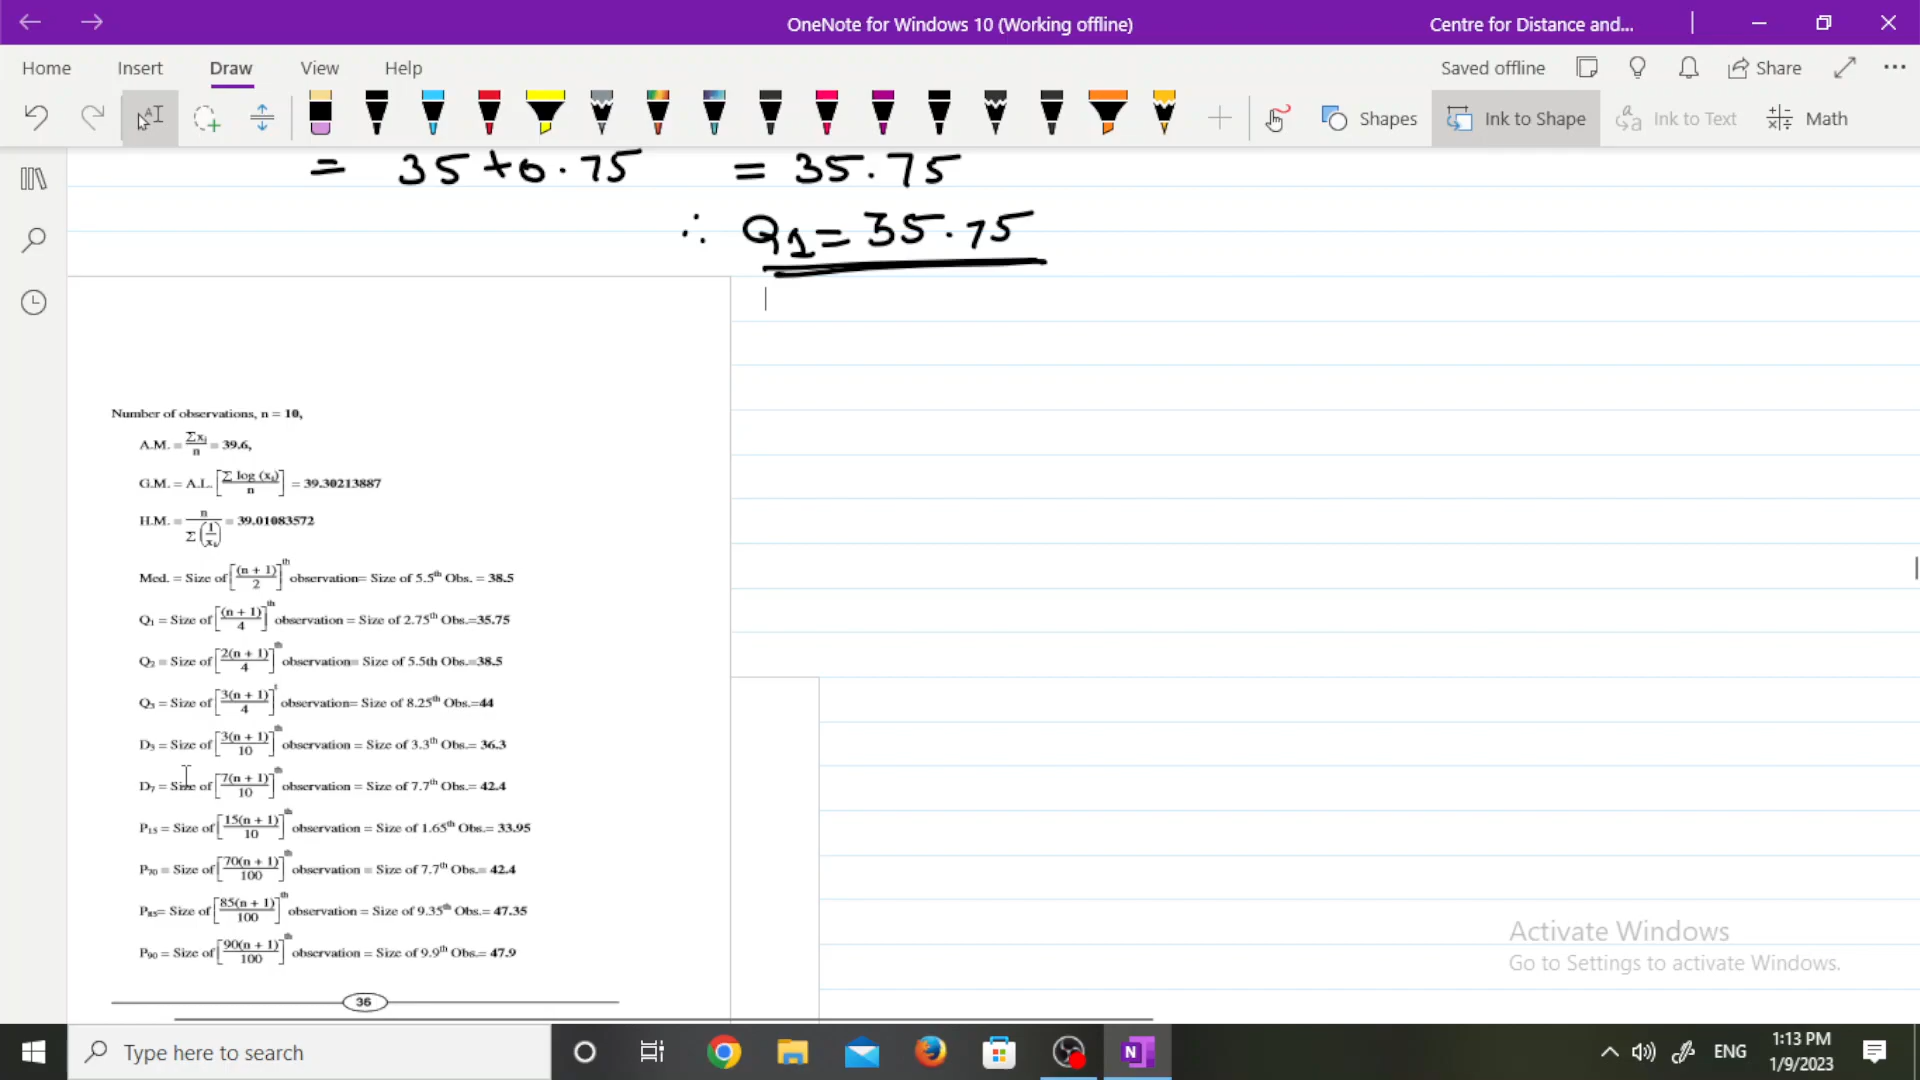 OneNote for Windows 10 (Working offline)
Centre for Distance and...
Home Insert Draw View Help
Saved offline
Share
Shapes
Ink to Shape
Ink to Text
Math
= 35 + 0.75 = 35.75
∴ Q1 = 35.75
Number of observations, n = 10,
A.M. = Σxi/n = 39.6,
G.M. = A.L. [Σ log (xi)/n] = 39.30213887
H.M. = n/Σ(1/xi) = 39.01083572
Med. = Size of [(n + 1)/2]th observation= Size of 5.5th Obs. = 38.5
Q1 = Size of [(n + 1)/4]th observation = Size of 2.75th Obs.=35.75
Q2 = Size of [2(n + 1)/4]th observation= Size of 5.5th Obs.=38.5
Q3 = Size of [3(n + 1)/4]t observation= Size of 8.25th Obs.=44
D3 = Size of [3(n + 1)/10]th observation = Size of 3.3th Obs.= 36.3
D7 = Size of [7(n + 1)/10]th observation = Size of 7.7th Obs.= 42.4
P15 = Size of [15(n + 1)/10]th observation = Size of 1.65th Obs.= 33.95
P70 = Size of [70(n + 1)/100]th observation = Size of 7.7th Obs.= 42.4
P85= Size of [85(n + 1)/100]th observation = Size of 9.35th Obs.= 47.35
P90 = Size of [90(n + 1)/100]th observation = Size of 9.9th Obs.= 47.9
36
Activate Windows
Go to Settings to activate Windows.
Type here to search
N
ENG
1:13 PM
1/9/2023